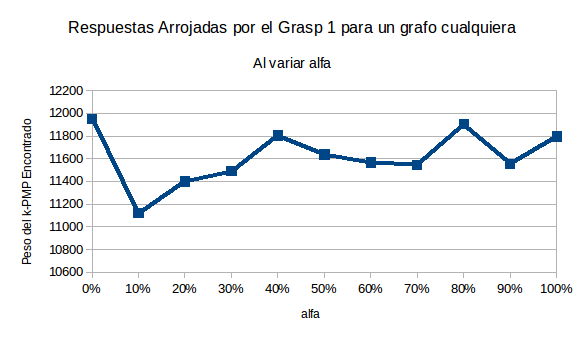 Respuestas Arrojadas por el Grasp 1 para un grafo cualquiera
Al variar alfa
Peso del k-PMP Encontrado
12200
12000
11800
11600
11400
11200
11000
10800
10600
0% 10% 20% 30% 40% 50% 60% 70% 80% 90% 100%
alfa